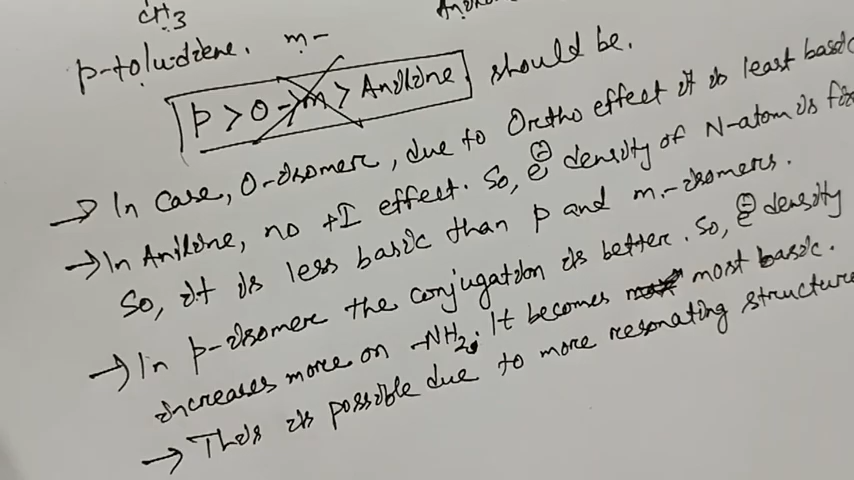 CH3
p-toluidiene. m-
p > o - > m > Aniline should be.
→ In case, o-isomer, due to Ortho effect it is least basic
→ In Aniline, no +I effect. So, e⊖ density of N-atom is
So, it is less basic than p and m.-isomers.
→ In p-isomer the conjugation is better. So, e⊖ density
increases more on -NH2. It becomes most basic.
→ This is possible due to more resonating structure